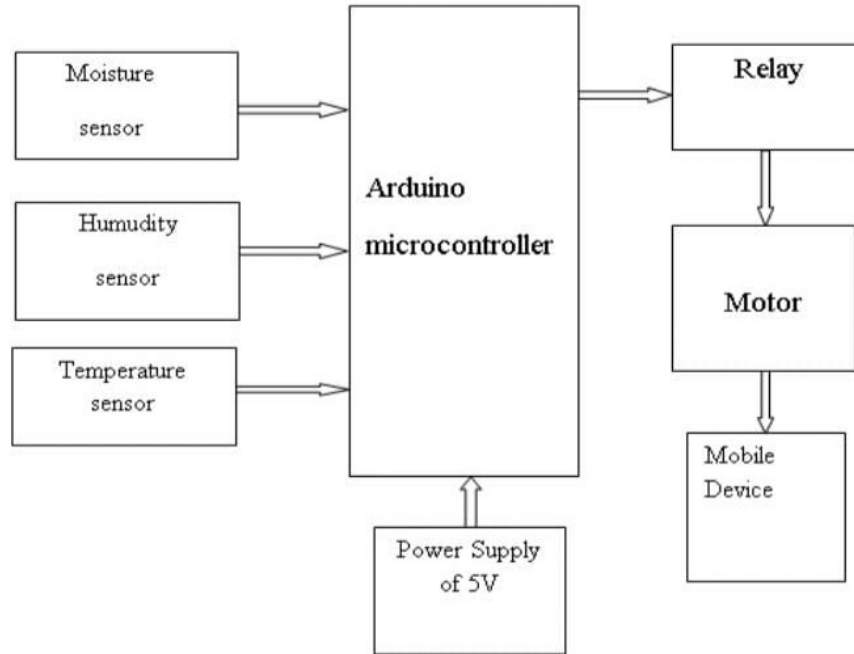 Moisture
sensor
Humudity
sensor
Temperature
sensor
Arduino
microcontroller
Power Supply
of 5V
Relay
Motor
Mobile
Device